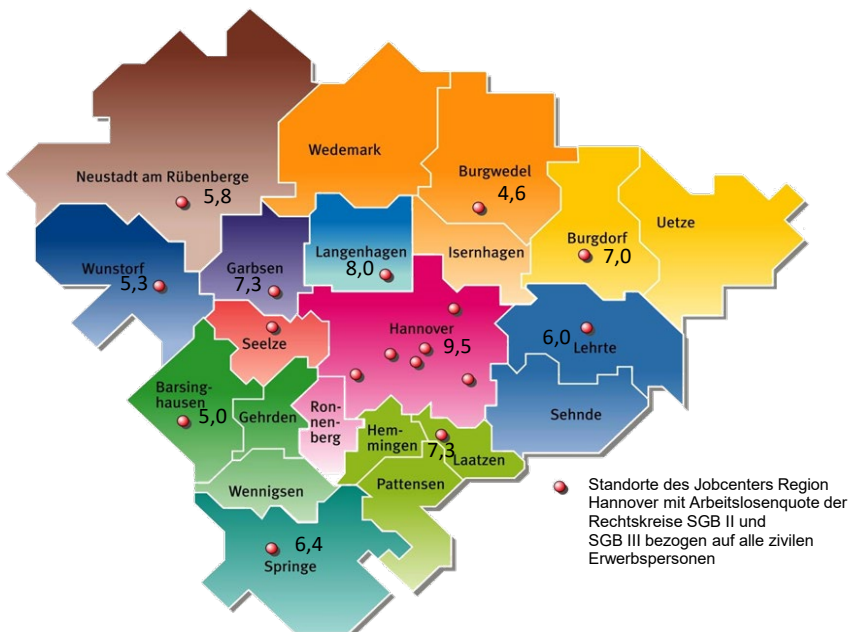 Wedemark
Neustadt am Rübenberge
5,8
Burgwedel
4,6
Uetze
Burgdorf
7,0
Wunstorf
5,3
Garbsen
7,3
Langenhagen
8,0
Isernhagen
Seelze
Hannover
9,5
6,0
Lehrte
Barsing-
hausen
5,0
Gehrden
Ron-
nen-
berg
Hem-
mingen
7,3
Laatzen
Sehnde
Wennigsen
Pattensen
6,4
Springe
Standorte des Jobcenters Region
Hannover mit Arbeitslosenquote der
Rechtskreise SGB II und
SGB III bezogen auf alle zivilen
Erwerbspersonen